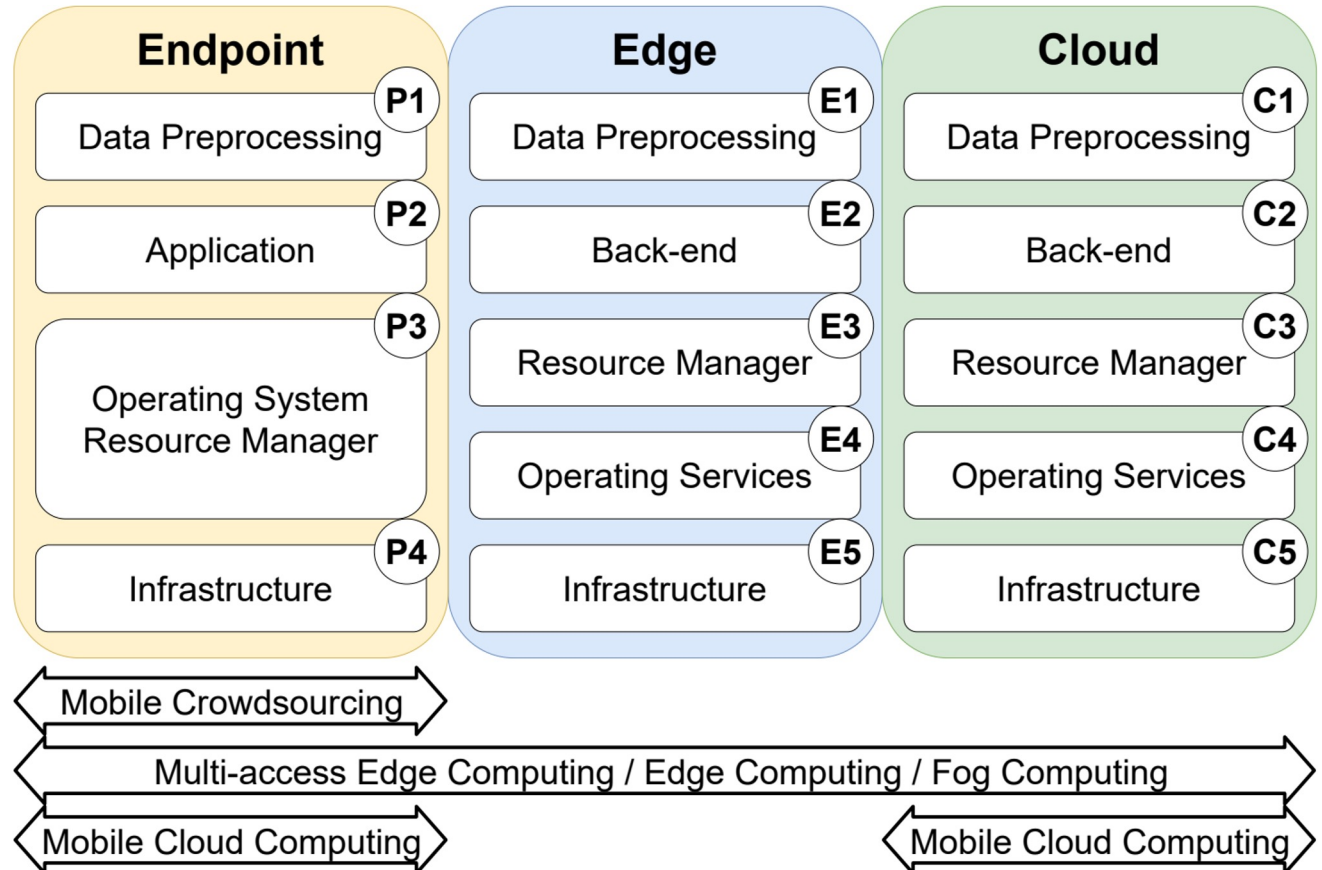 Endpoint
P1
Data Preprocessing
P2
Application
P3
Operating System
Resource Manager
P4
Infrastructure
Edge
E1
Data Preprocessing
E2
Back-end
E3
Resource Manager
E4
Operating Services
E5
Infrastructure
Cloud
C1
Data Preprocessing
C2
Back-end
C3
Resource Manager
C4
Operating Services
C5
Infrastructure
Mobile Crowdsourcing
Multi-access Edge Computing / Edge Computing / Fog Computing
Mobile Cloud Computing
Mobile Cloud Computing